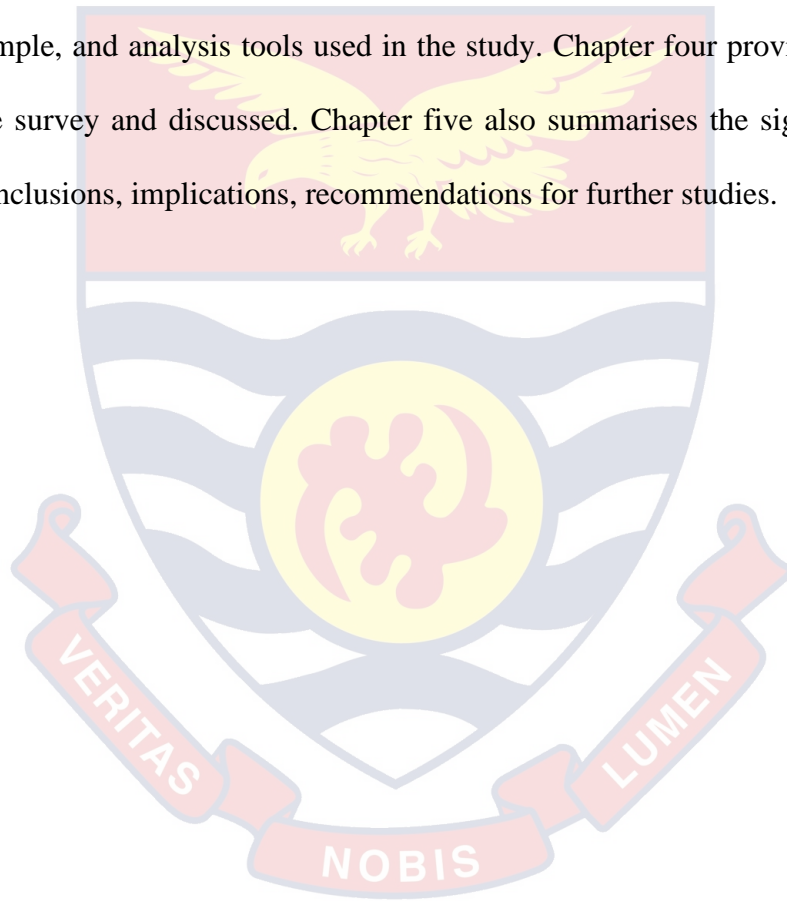 mple, and analysis tools used in the study. Chapter four provi
e survey and discussed. Chapter five also summarises the sig
nclusions, implications, recommendations for further studies.
VERITAS
NOBIS
LUMEN